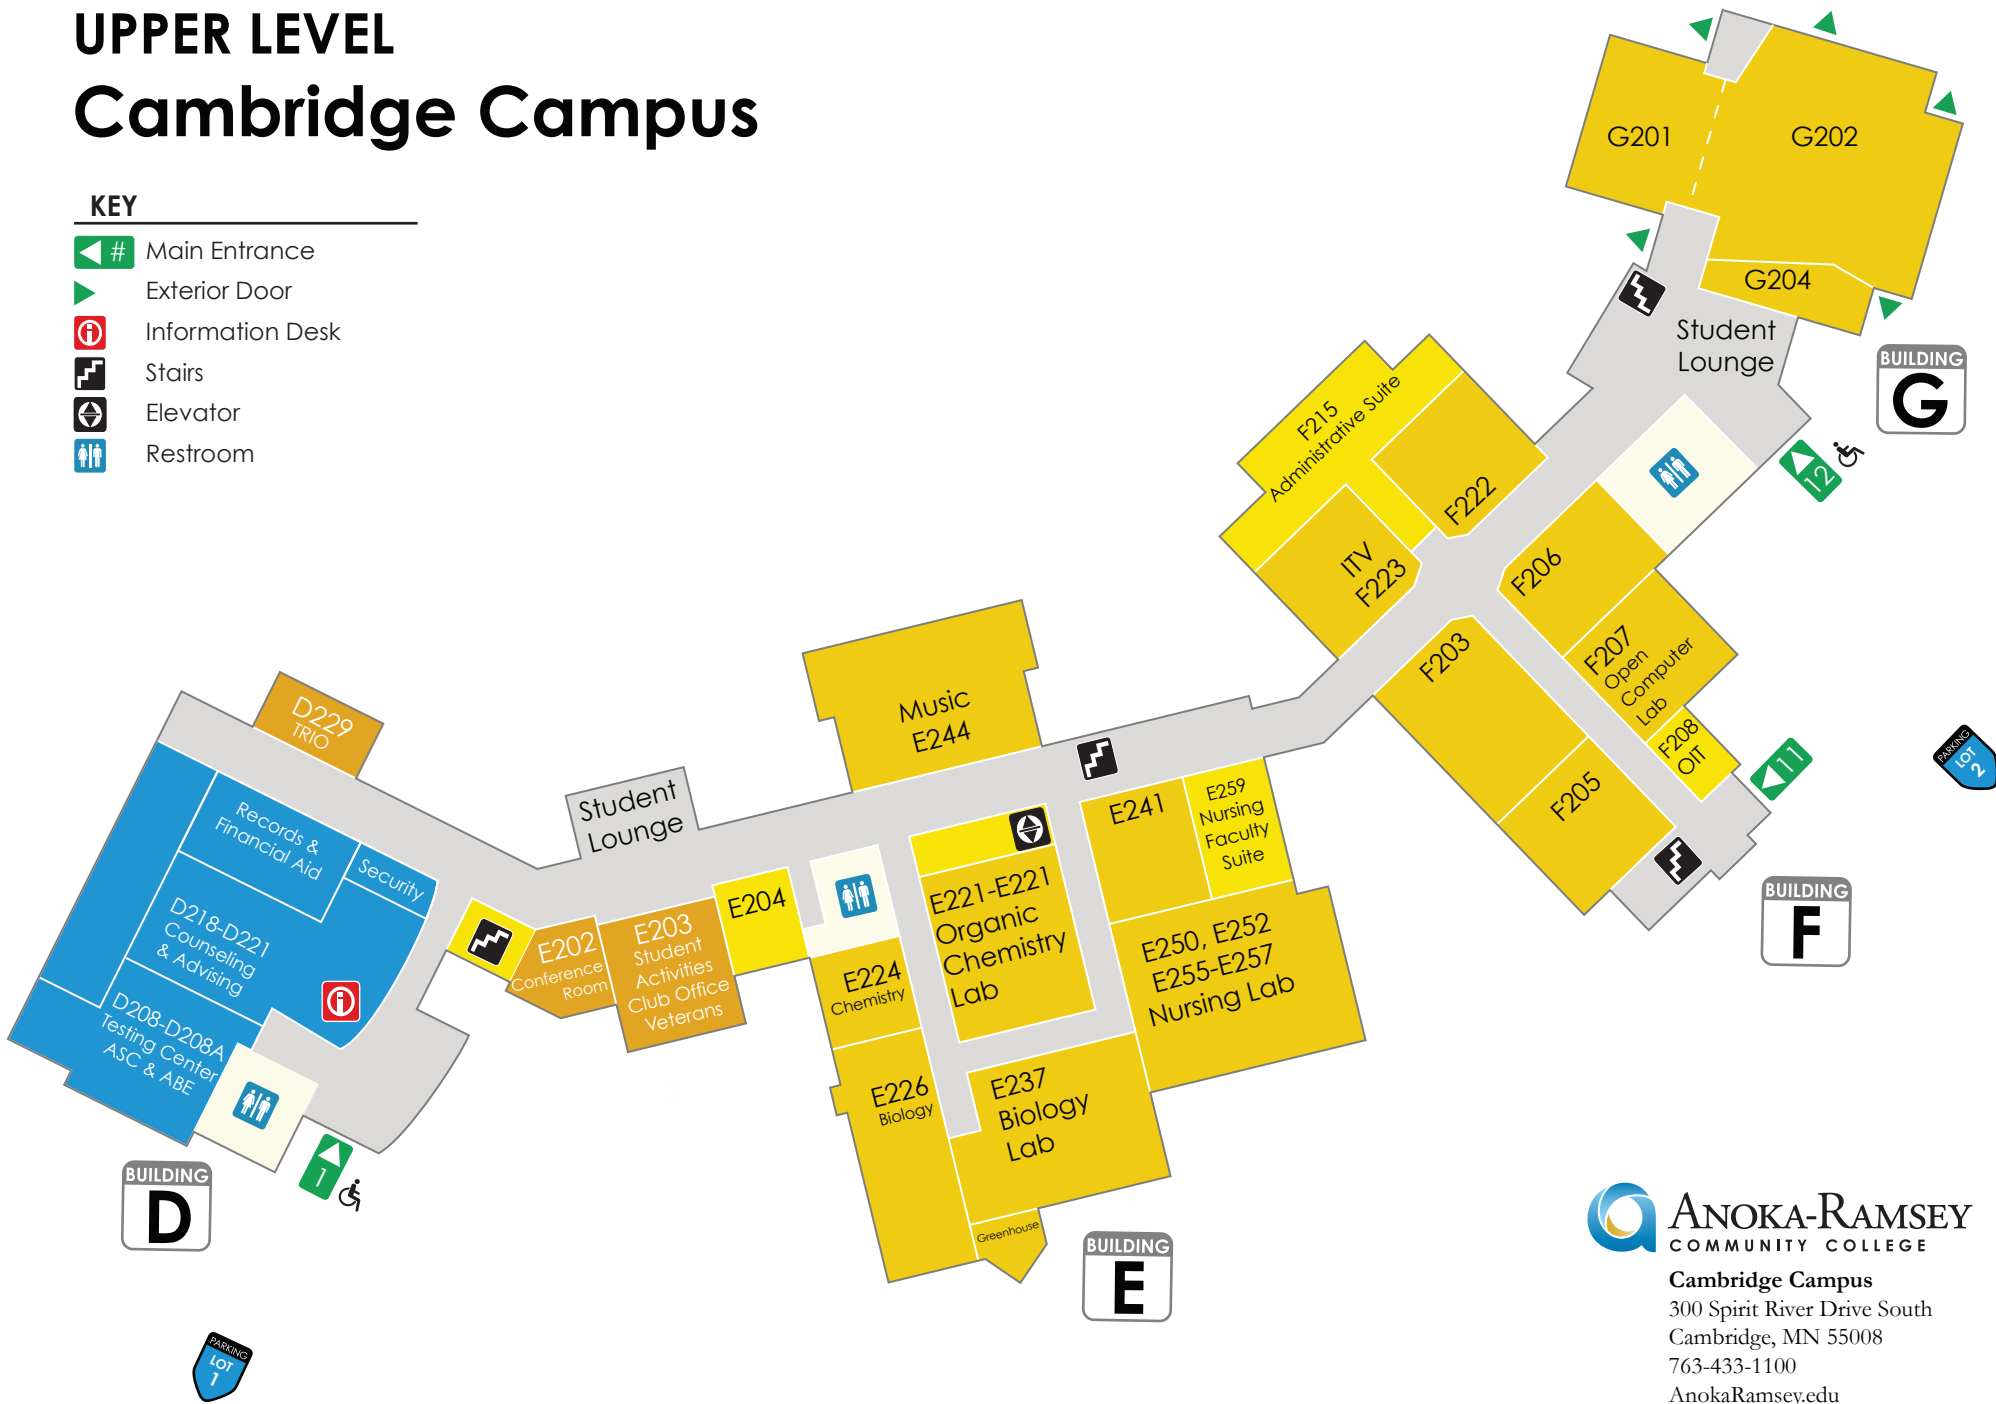 UPPER LEVEL
Cambridge Campus
KEY
# Main Entrance
Exterior Door
Information Desk
Stairs
Elevator
Restroom
G201
G202
G204
Student
Lounge
BUILDING
G
12
F215
Administrative Suite
F222
ITV
F223
F206
F207
Open
Computer
Lab
F208
OIT
11
F203
F205
PARKING
LOT
2
BUILDING
F
Music
E244
D229
TRIO
Student
Lounge
Records &
Financial Aid
Security
D218-D221
Counseling
& Advising
D208-D208A
Testing Center
ASC & ABE
1
BUILDING
D
E202
Conference
Room
E203
Student
Activities
Club Office
Veterans
E204
E221-E221
Organic
Chemistry
Lab
E241
E259
Nursing
Faculty
Suite
E250, E252
E255-E257
Nursing Lab
E224
Chemistry
E226
Biology
E237
Biology
Lab
Greenhouse
BUILDING
E
PARKING
LOT
1
ANOKA-RAMSEY
COMMUNITY COLLEGE
Cambridge Campus
300 Spirit River Drive South
Cambridge, MN 55008
763-433-1100
AnokaRamsey.edu